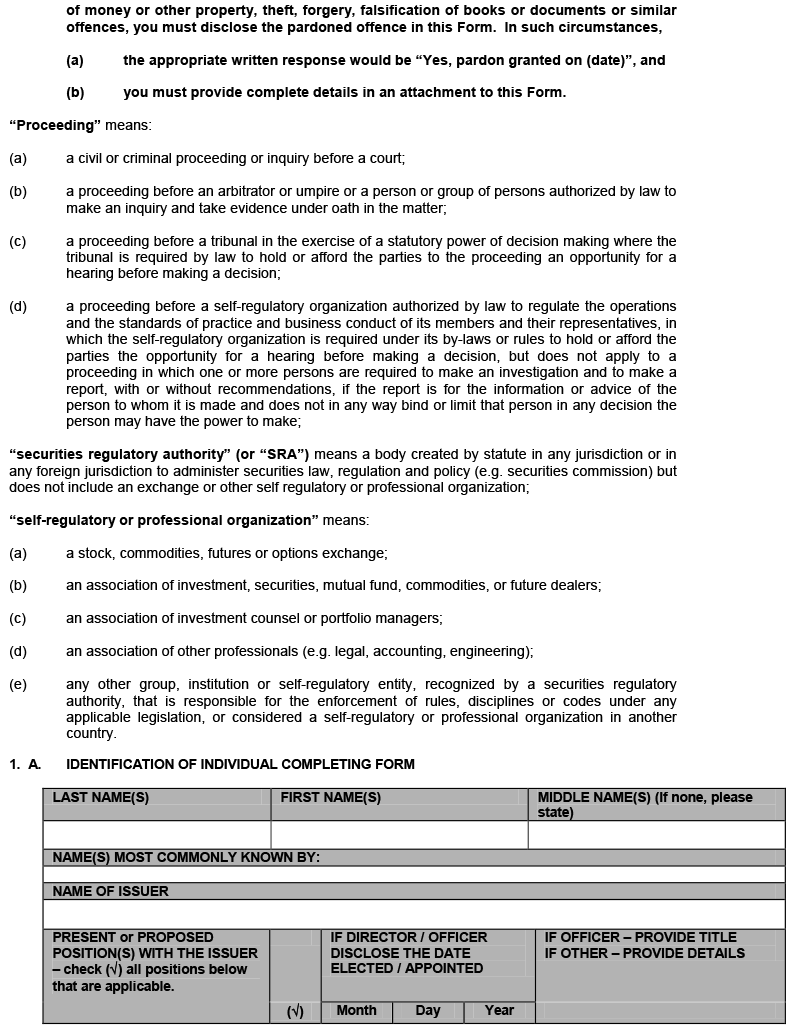 of money or other property, theft, forgery, falsification of books or documents or similar
offences, you must disclose the pardoned offence in this Form. In such circumstances,
(a) the appropriate written response would be “Yes, pardon granted on (date)”, and
(b) you must provide complete details in an attachment to this Form.
“Proceeding” means:
(a) a civil or criminal proceeding or inquiry before a court;
(b) a proceeding before an arbitrator or umpire or a person or group of persons authorized by law to
make an inquiry and take evidence under oath in the matter;
(c) a proceeding before a tribunal in the exercise of a statutory power of decision making where the
tribunal is required by law to hold or afford the parties to the proceeding an opportunity for a
hearing before making a decision;
(d) a proceeding before a self-regulatory organization authorized by law to regulate the operations
and the standards of practice and business conduct of its members and their representatives, in
which the self-regulatory organization is required under its by-laws or rules to hold or afford the
parties the opportunity for a hearing before making a decision, but does not apply to a
proceeding in which one or more persons are required to make an investigation and to make a
report, with or without recommendations, if the report is for the information or advice of the
person to whom it is made and does not in any way bind or limit that person in any decision the
person may have the power to make;
“securities regulatory authority” (or “SRA”) means a body created by statute in any jurisdiction or in
any foreign jurisdiction to administer securities law, regulation and policy (e.g. securities commission) but
does not include an exchange or other self regulatory or professional organization;
“self-regulatory or professional organization” means:
(a) a stock, commodities, futures or options exchange;
(b) an association of investment, securities, mutual fund, commodities, or future dealers;
(c) an association of investment counsel or portfolio managers;
(d) an association of other professionals (e.g. legal, accounting, engineering);
(e) any other group, institution or self-regulatory entity, recognized by a securities regulatory
authority, that is responsible for the enforcement of rules, disciplines or codes under any
applicable legislation, or considered a self-regulatory or professional organization in another
country.
1. A. IDENTIFICATION OF INDIVIDUAL COMPLETING FORM
LAST NAME(S) FIRST NAME(S) MIDDLE NAME(S) (If none, please
state)
NAME(S) MOST COMMONLY KNOWN BY:
NAME OF ISSUER
PRESENT or PROPOSED IF DIRECTOR / OFFICER IF OFFICER – PROVIDE TITLE
POSITION(S) WITH THE ISSUER DISCLOSE THE DATE IF OTHER – PROVIDE DETAILS
– check (√) all positions below ELECTED / APPOINTED
that are applicable.
(√) Month Day Year